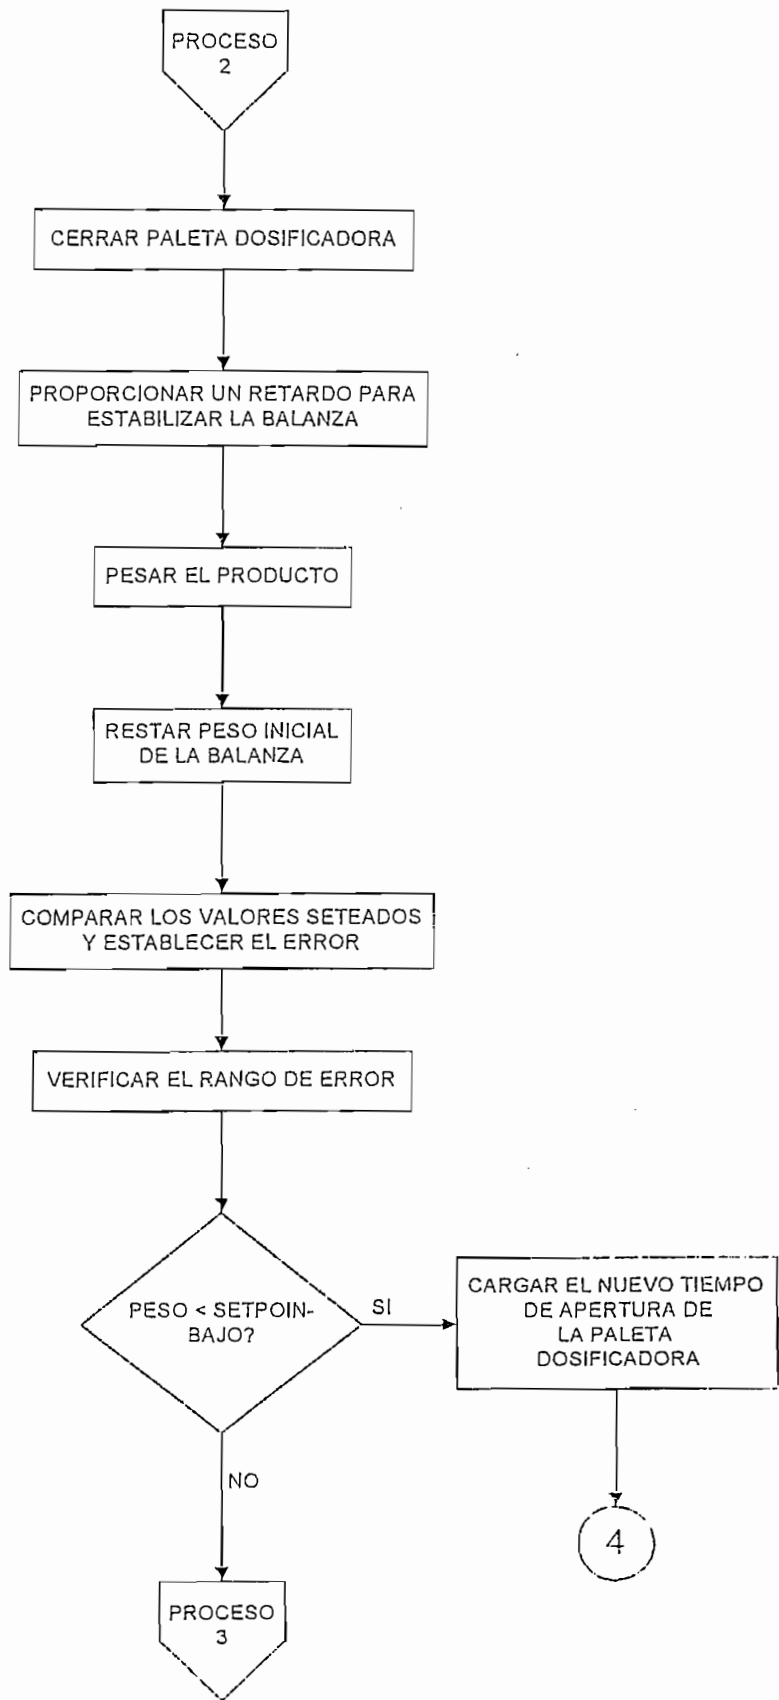 PROCESO
2
CERRAR PALETA DOSIFICADORA
PROPORCIONAR UN RETARDO PARA
ESTABILIZAR LA BALANZA
PESAR EL PRODUCTO
RESTAR PESO INICIAL
DE LA BALANZA
COMPARAR LOS VALORES SETEADOS
Y ESTABLECER EL ERROR
VERIFICAR EL RANGO DE ERROR
PESO < SETPOIN-
BAJO?
SI
CARGAR EL NUEVO TIEMPO
DE APERTURA DE
LA PALETA
DOSIFICADORA
NO
4
PROCESO
3